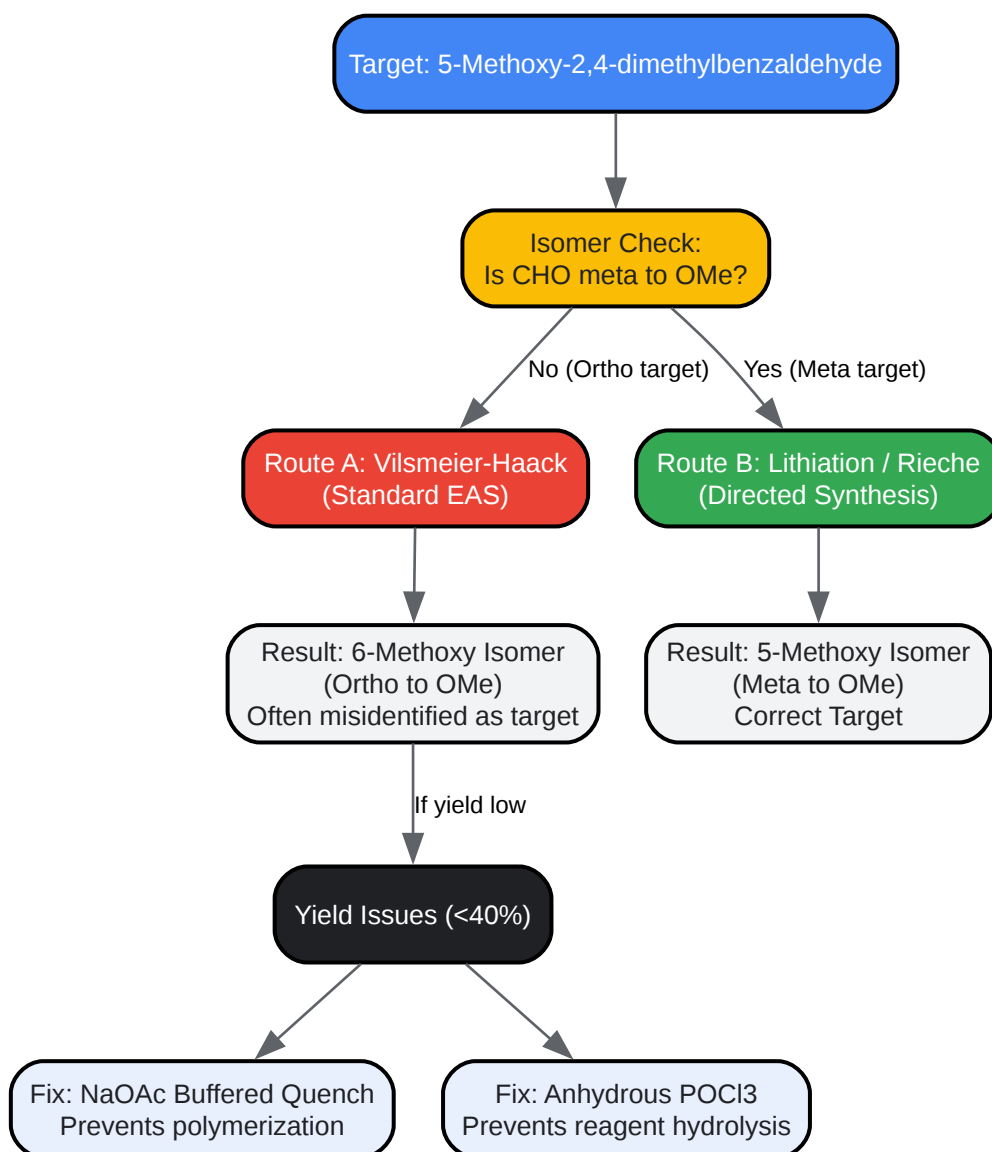 Target: 5-Methoxy-2,4-dimethylbenzaldehyde
Isomer Check:
Is CHO meta to OMe?
No (Ortho target)
Yes (Meta target)
Route A: Vilsmeier-Haack
(Standard EAS)
Route B: Lithiation / Rieche
(Directed Synthesis)
Result: 6-Methoxy Isomer
(Ortho to OMe)
Often misidentified as target
Result: 5-Methoxy Isomer
(Meta to OMe)
Correct Target
If yield low
Yield Issues (<40%)
Fix: NaOAc Buffered Quench
Prevents polymerization
Fix: Anhydrous POCl3
Prevents reagent hydrolysis